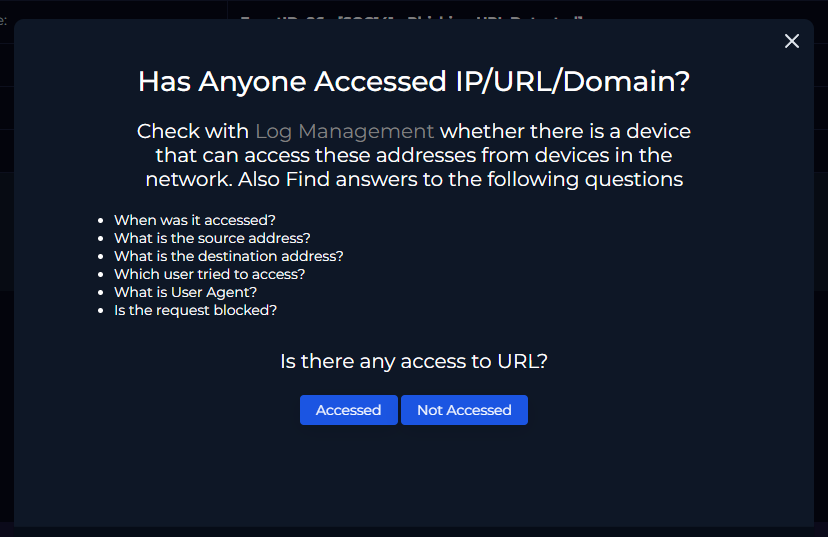 Has Anyone Accessed IP/URL/Domain?
Check with Log Management whether there is a device
that can access these addresses from devices in the
network. Also Find answers to the following questions
When was it accessed?
What is the source address?
What is the destination address?
Which user tried to access?
What is User Agent?
Is the request blocked?
Is there any access to URL?
Accessed Not Accessed